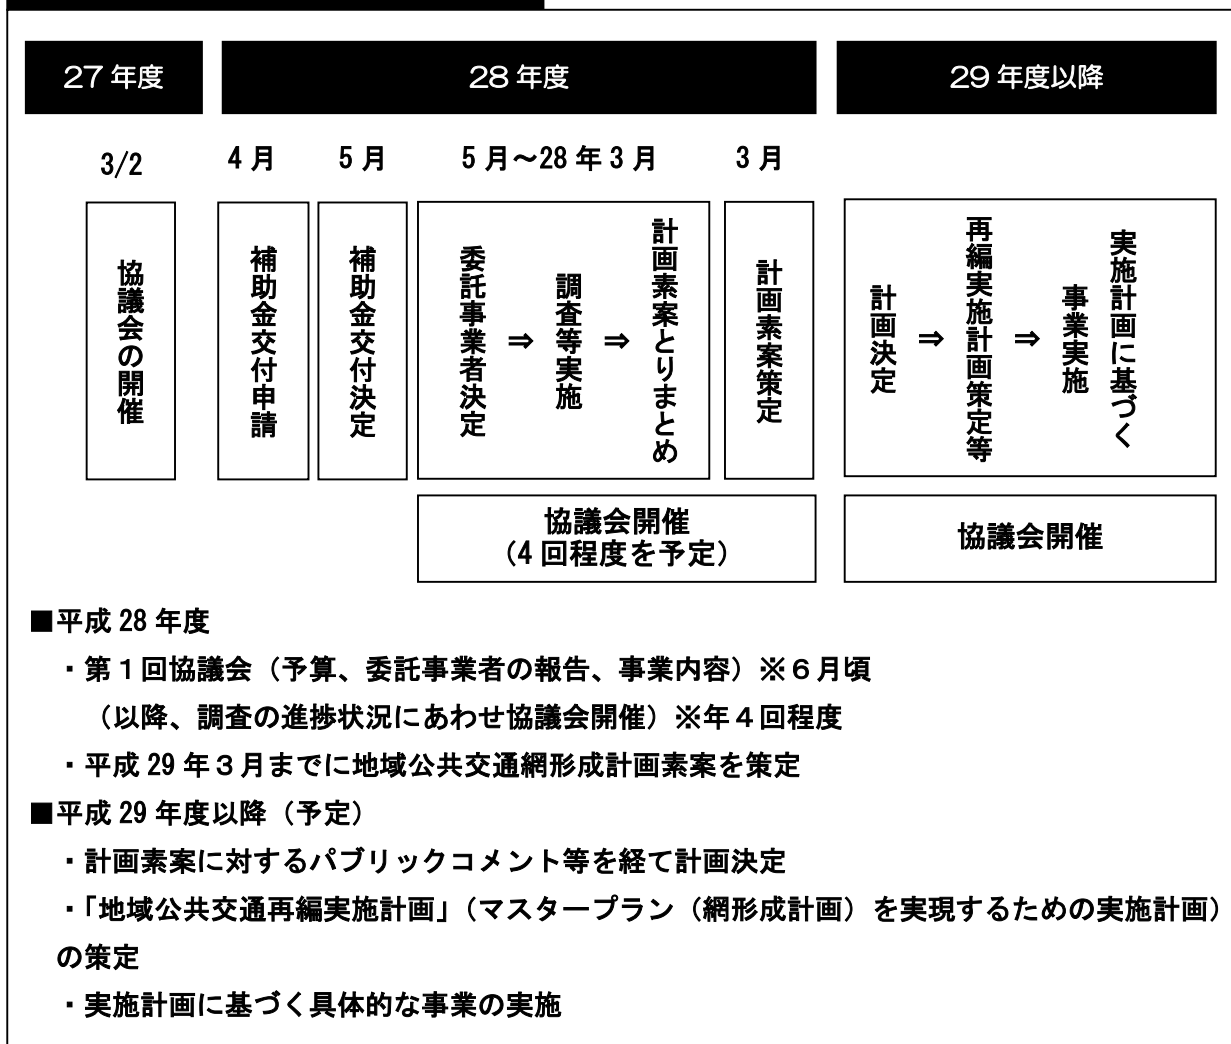 27年度
28年度
29年度以降
3/2
4月
5月
5月～28年3月
3月
協議会の開催
補助金交付申請
補助金交付決定
委託事業者決定
⇒
調査等実施
⇒
計画素案とりまとめ
計画素案策定
計画決定
⇒
再編実施計画策定等
⇒
実施計画に基づく
事業実施
協議会開催
（4回程度を予定）
協議会開催
■平成28年度
・第１回協議会（予算、委託事業者の報告、事業内容）※６月頃
（以降、調査の進捗状況にあわせ協議会開催）※年４回程度
・平成29年３月までに地域公共交通網形成計画素案を策定
■平成29年度以降（予定）
・計画素案に対するパブリックコメント等を経て計画決定
・「地域公共交通再編実施計画」（マスタープラン（網形成計画）を実現するための実施計画）
の策定
・実施計画に基づく具体的な事業の実施